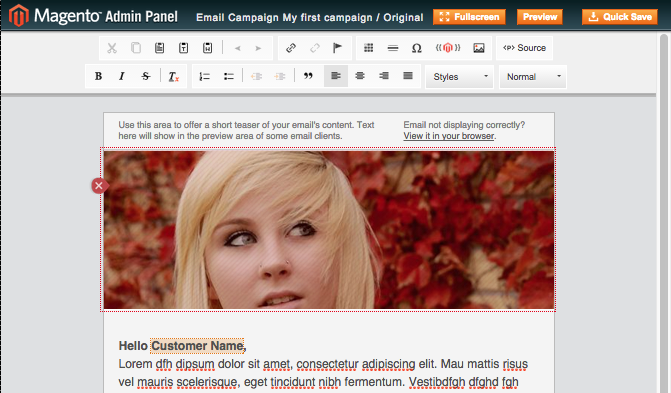 Magento™ Admin Panel Email Campaign My first campaign / Original Fullscreen Preview Quick Save
Source
B I S Tx Styles Normal
Use this area to offer a short teaser of your email's content. Text
here will show in the preview area of some email clients.
Email not displaying correctly?
View it in your browser.
Hello Customer Name,
Lorem dfh dipsum dolor sit amet, consectetur adipiscing elit. Mau mattis risus
vel mauris scelerisque, eget tincidunt nibh fermentum. Vestibdfgh dfghd fgh